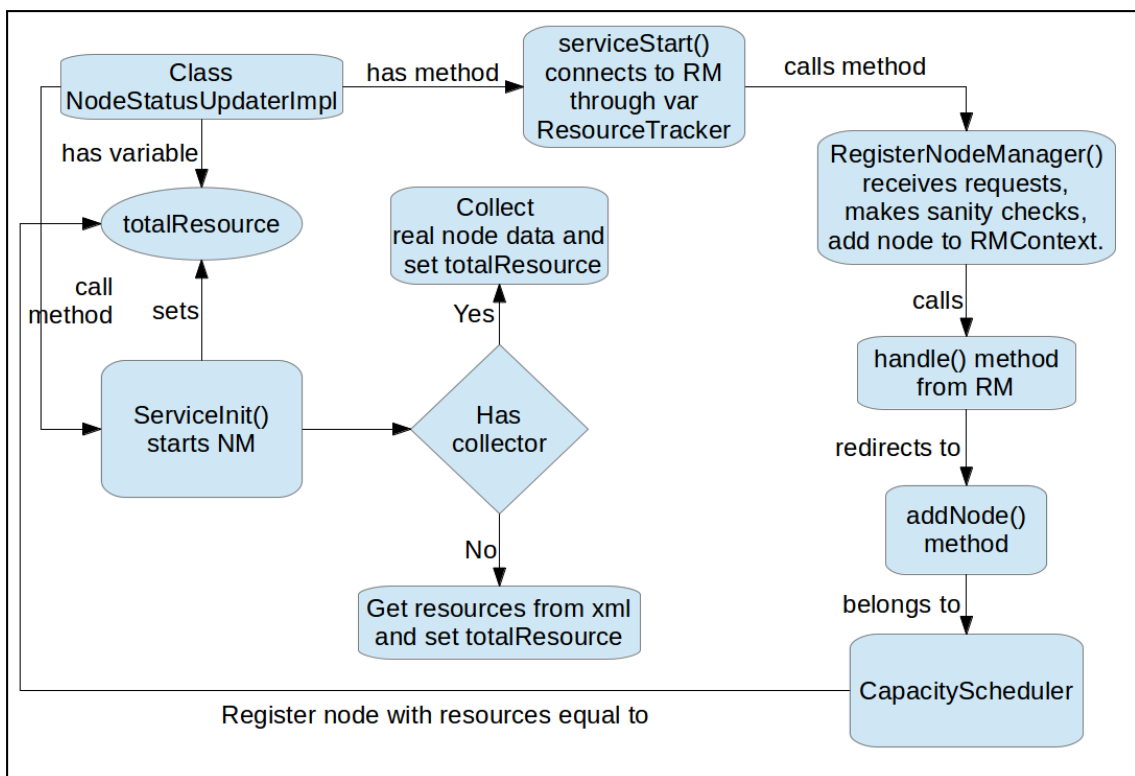 Class
NodeStatusUpdaterImpl
has method
serviceStart()
connects to RM
through var
ResourceTracker
calls method
RegisterNodeManager()
receives requests,
makes sanity checks,
add node to RMContext.
has variable
totalResource
call
method
sets
Collect
real node data and
set totalResource
Yes
ServiceInit()
starts NM
Has
collector
No
Get resources from xml
and set totalResource
calls
handle() method
from RM
redirects to
addNode()
method
belongs to
CapacityScheduler
Register node with resources equal to